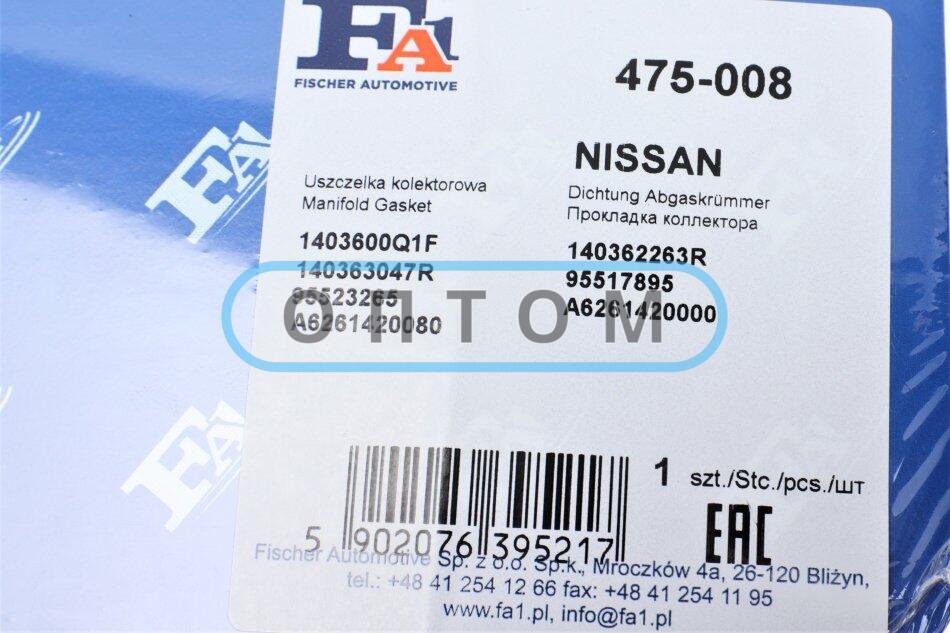 FA1
FISCHER AUTOMOTIVE
475-008
NISSAN
Uszczelka kolektorowa
Manifold Gasket
Dichtung Abgaskrümmer
Прокладка коллектора
1403600Q1F
140363047R
95523265
A6261420080
140362263R
95517895
A6261420000
ОПТОМ
1 szt./Stc./pcs./шт
EAC
5 902076 395217
Fischer Automotive Sp. z o.o. Sp.k., Mroczków 4a, 26-120 Bliżyn,
tel.: +48 41 254 12 66 fax: +48 41 254 11 95
www.fa1.pl, info@fa1.pl
FA1
FA1